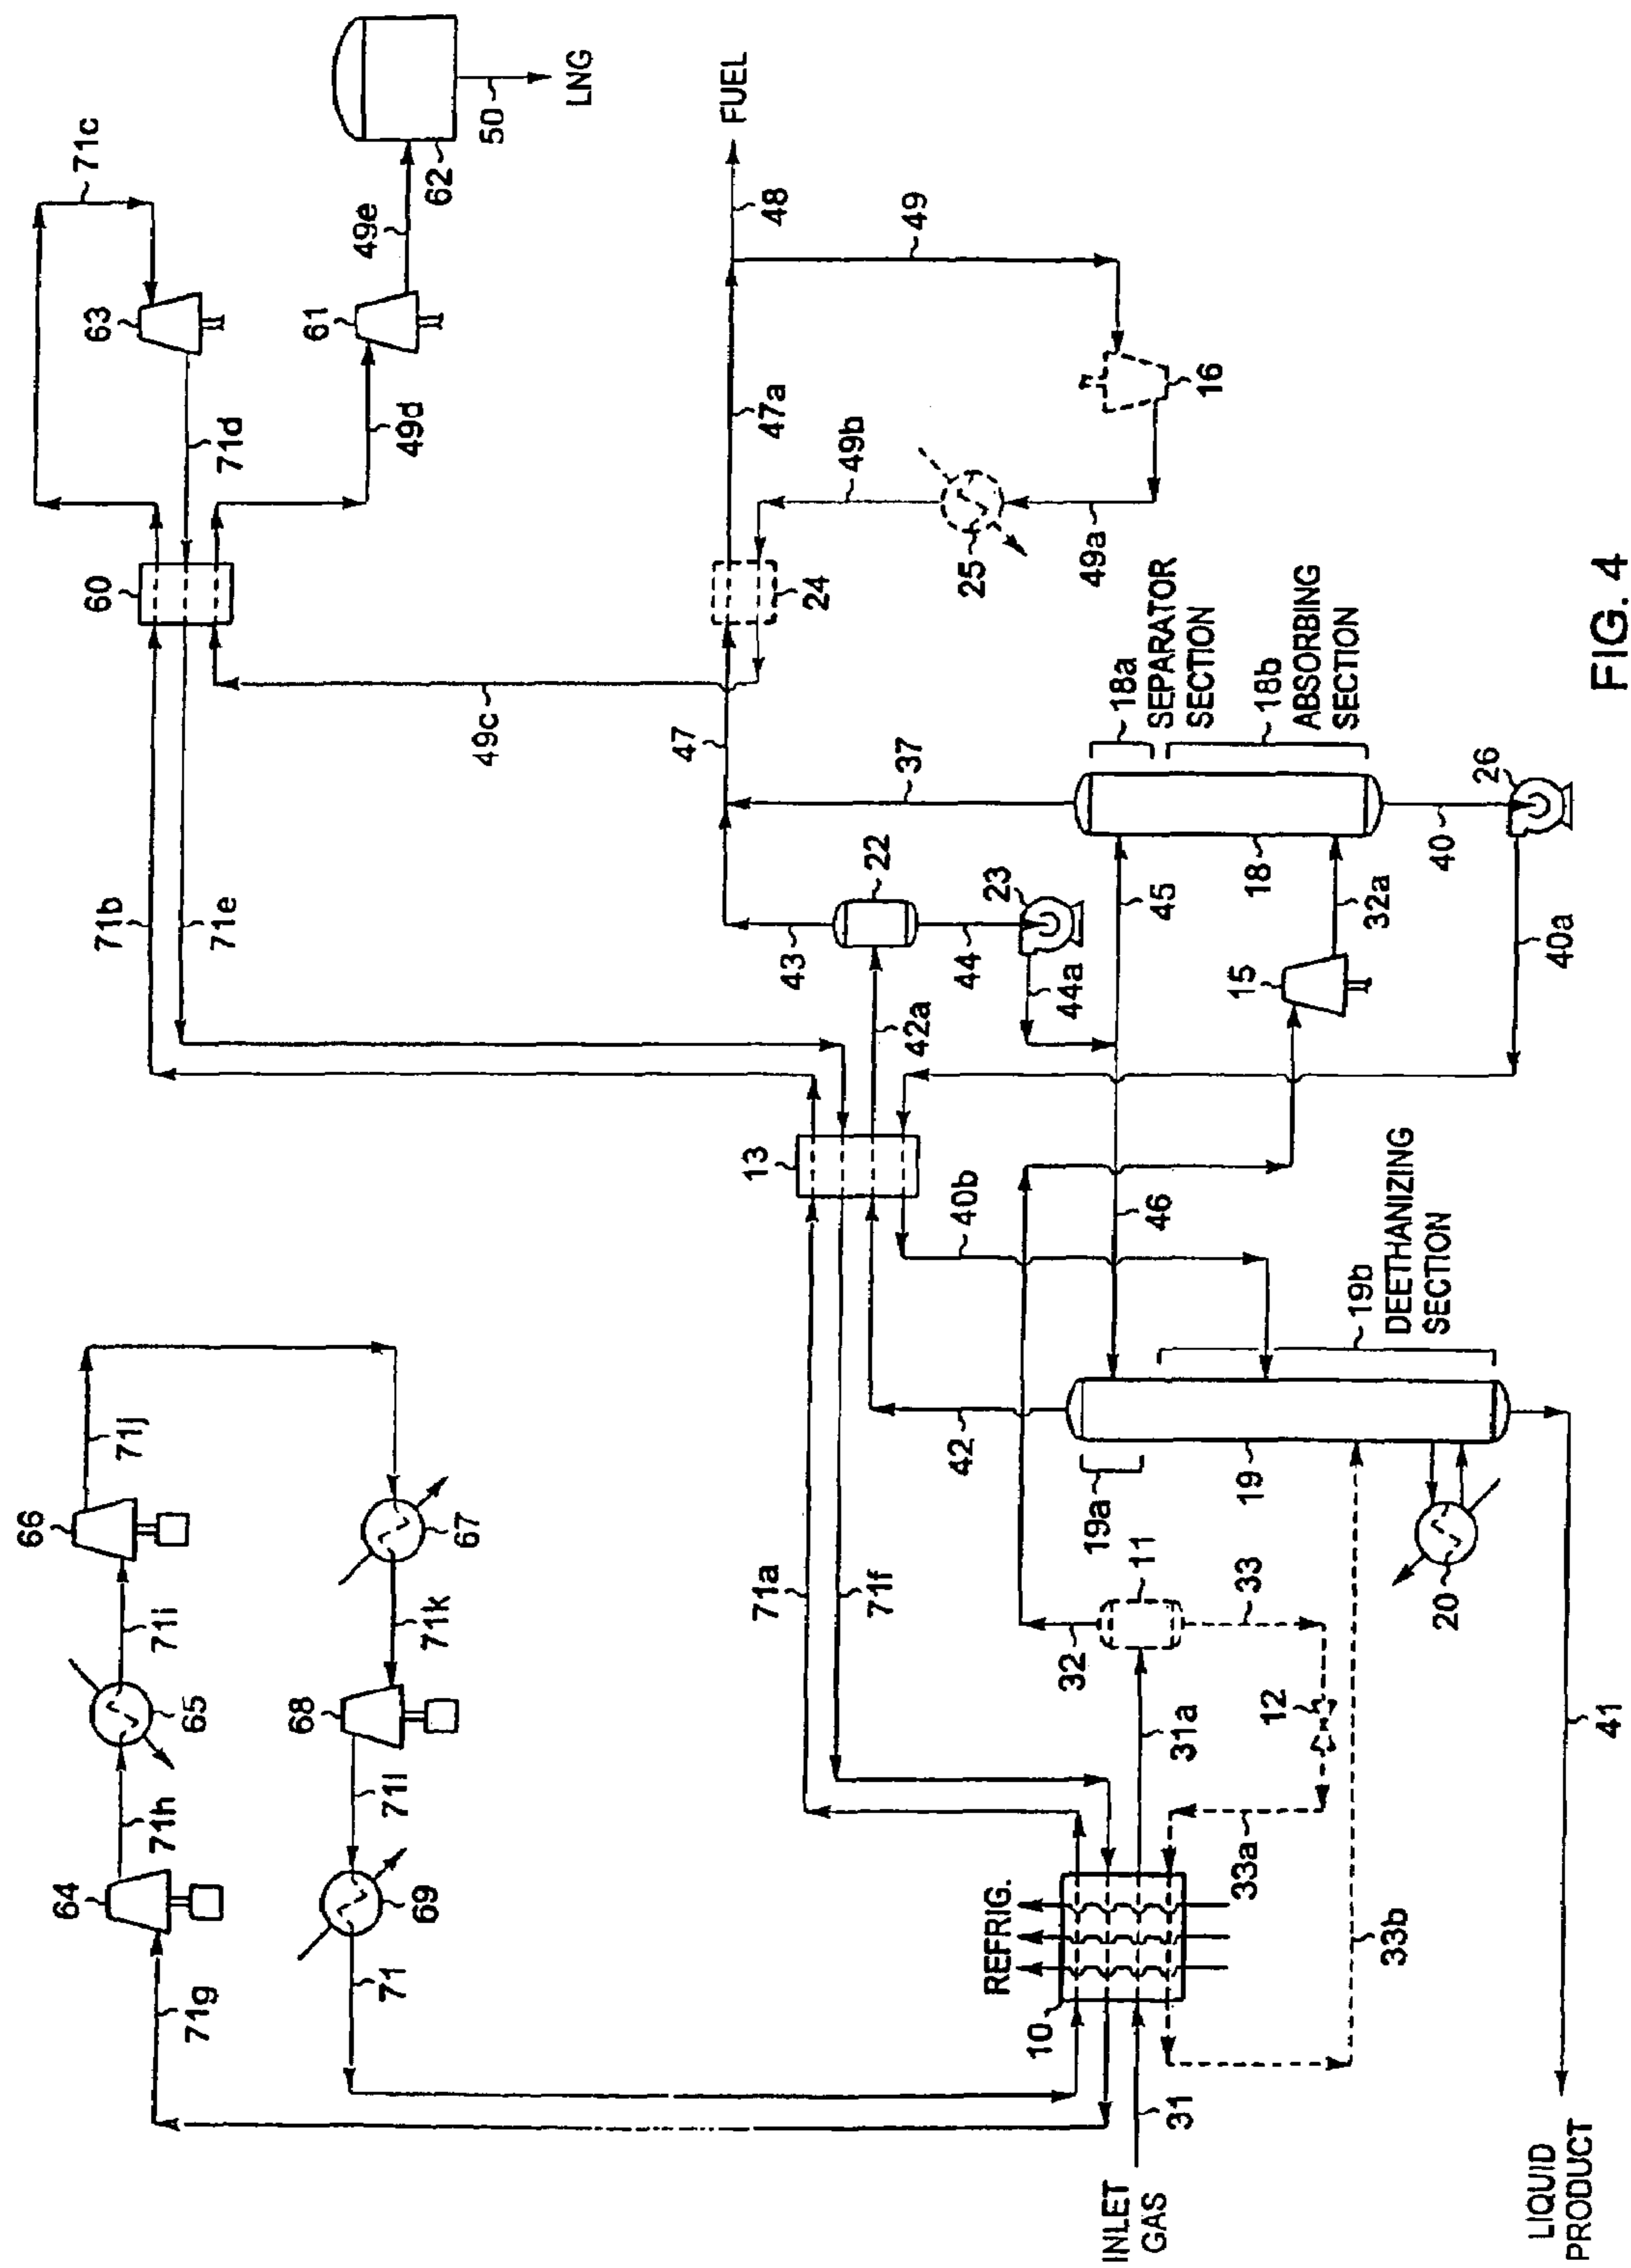 66
64
71c
60 63
71b
71j
71h 71i
65
71g
71e 71d
68 61
49e
71 71l
49d
69
71k
62
67
49c
50
LNG
47
FUEL
13
71a
47a
48
43
24
49b
71f
22
37
49
42a
42
40b
44
25
REFRIG.
23
10
32
44a
19a
49a
INLET
18a
11
46
45
GAS
SEPARATOR
31
31a
SECTION
16
15
33a
33
19
18
12
18b
ABSORBING
SECTION
19b
32a
33b
DEETHANIZING
SECTION
40
20
26
LIQUID
40a
PRODUCT
41
FIG. 4